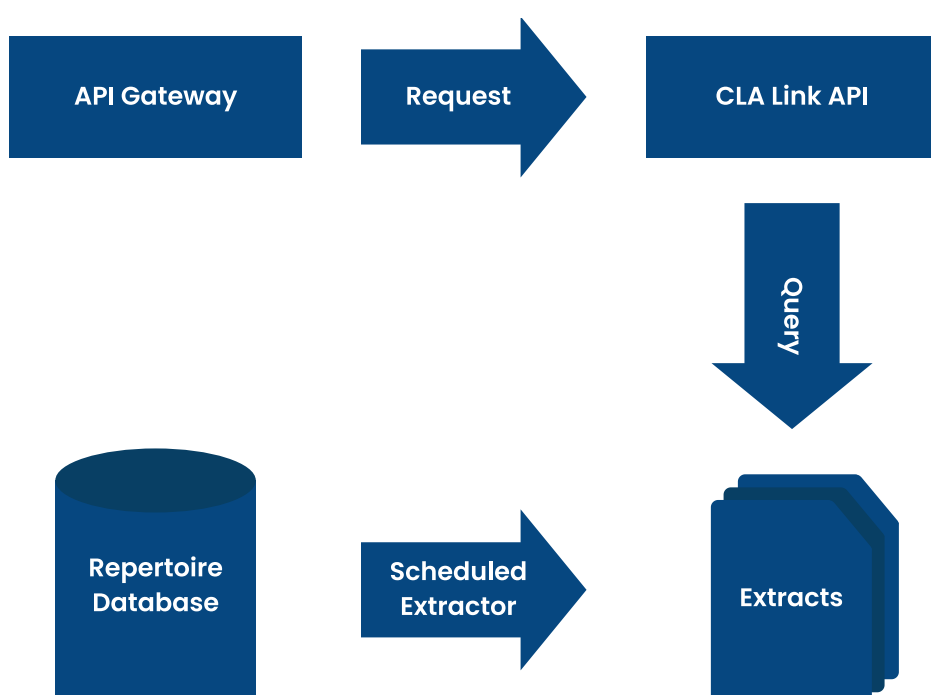 API Gateway
Request
CLA Link API
Query
Repertoire
Database
Scheduled
Extractor
Extracts